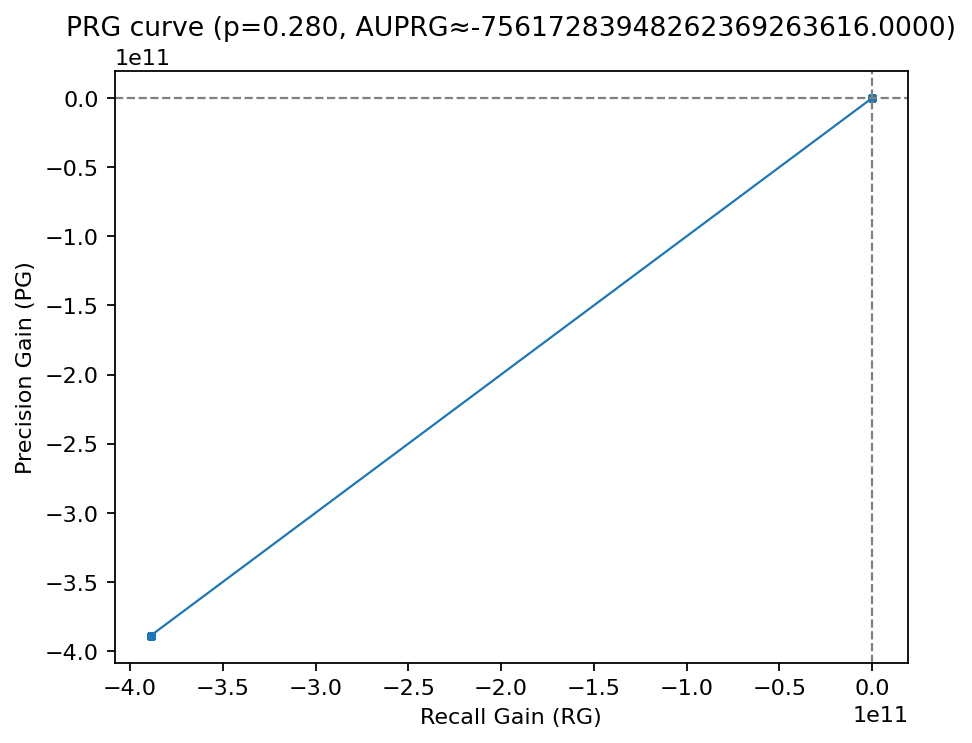 PRG curve (p=0.280, AUPRG≈-75617283948262369263616.0000)
1e11
0.0
−0.5
−1.0
−1.5
−2.0
−2.5
−3.0
−3.5
−4.0
Precision Gain (PG)
−4.0 −3.5 −3.0 −2.5 −2.0 −1.5 −1.0 −0.5 0.0
1e11
Recall Gain (RG)